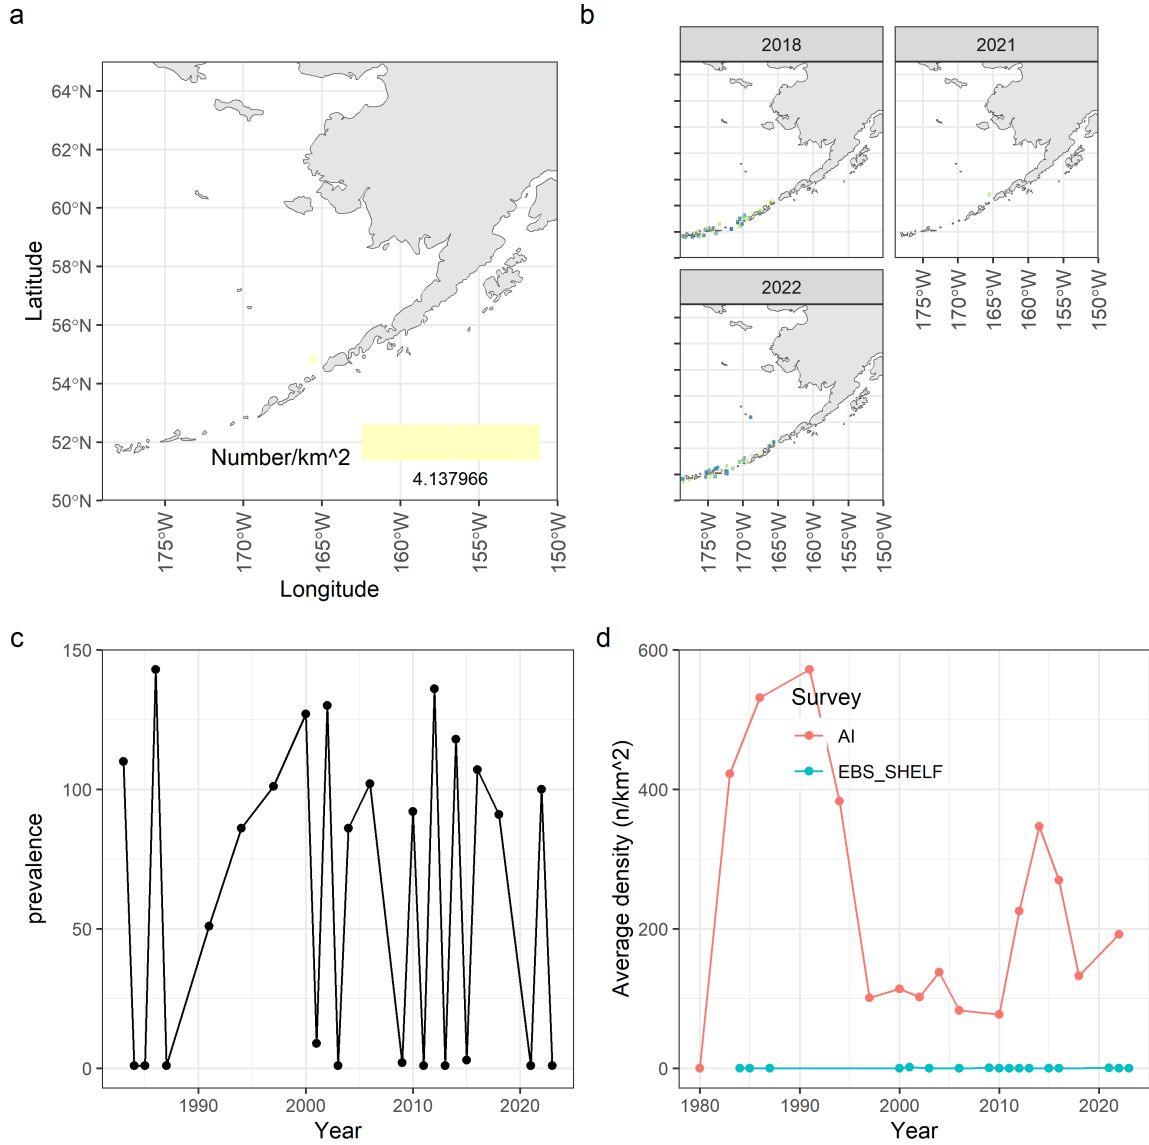 a
64°N
62°N
60°N
58°N
56°N
54°N
52°N
50°N
Latitude
Number/km^2
4.137966
175°W
170°W
165°W
160°W
155°W
150°W
Longitude
b
2018
2021
175°W
170°W
165°W
160°W
155°W
150°W
2022
175°W
170°W
165°W
160°W
155°W
150°W
c
150
100
50
0
prevalence
1990
2000
2010
2020
Year
d
600
400
200
0
Average density (n/km^2)
Survey
AI
EBS_SHELF
1980
1990
2000
2010
2020
Year